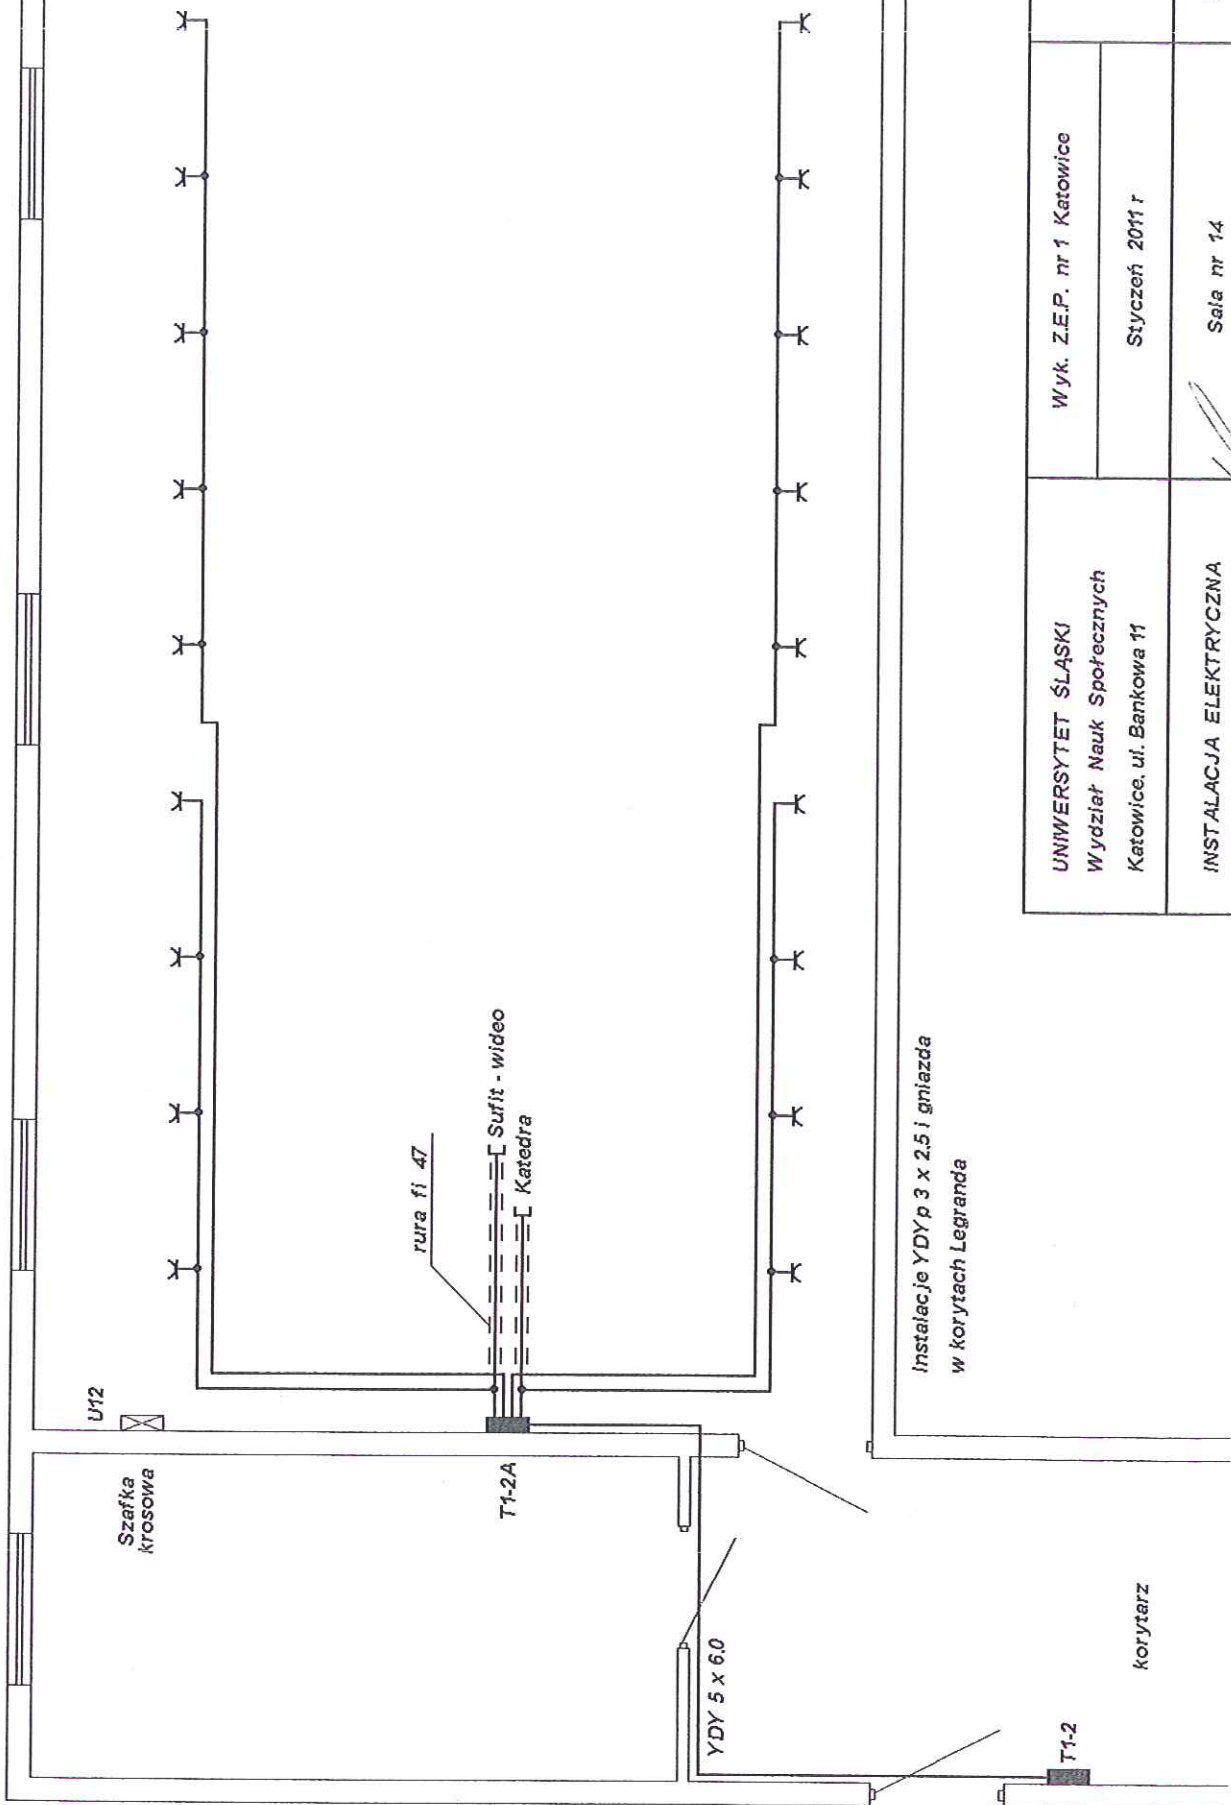 U12
Szafka
krosowa
T1-2A
rura fi 47
Sufit - wideo
Katedra
YDY 5 x 6.0
T1-2
korytarz
Instalacje YDYp 3 x 2.5 i gniazda
w korytach Legranda
UNIWERSYTET ŚLĄSKI
Wydział Nauk Społecznych
Katowice. ul. Bankowa 11
Wyk. Z.E.P. nr 1 Katowice
Styczeń 2011 r
INSTALACJA ELEKTRYCZNA
Sala nr 14